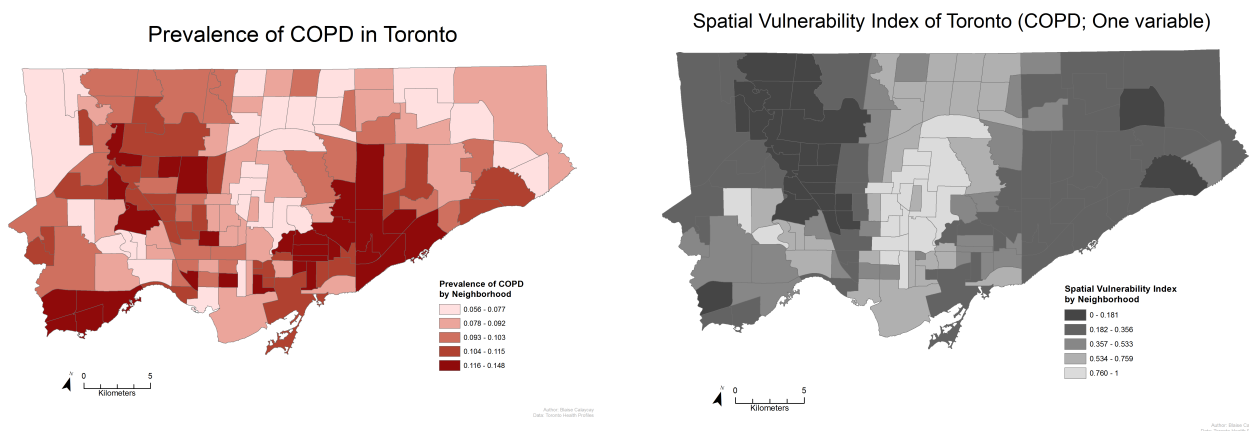 Prevalence of COPD in Toronto
Prevalence of COPD
by Neighborhood
0.056 - 0.077
0.078 - 0.092
0.093 - 0.103
0.104 - 0.115
0.116 - 0.148
N
0 5
Kilometers
Data: Toronto Health Profiles
Spatial Vulnerability Index of Toronto (COPD; One variable)
Spatial Vulnerability Index
by Neighborhood
0 - 0.181
0.182 - 0.356
0.357 - 0.533
0.534 - 0.759
0.760 - 1
N
0 5
Kilometers